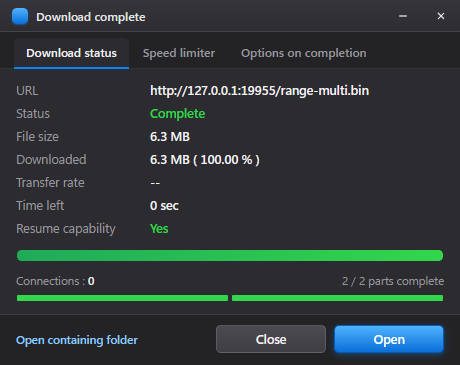 Download complete
Download status Speed limiter Options on completion
URL http://127.0.0.1:19955/range-multi.bin
Status Complete
File size 6.3 MB
Downloaded 6.3 MB ( 100.00 % )
Transfer rate --
Time left 0 sec
Resume capability Yes
Connections : 0 2 / 2 parts complete
Open containing folder Close Open